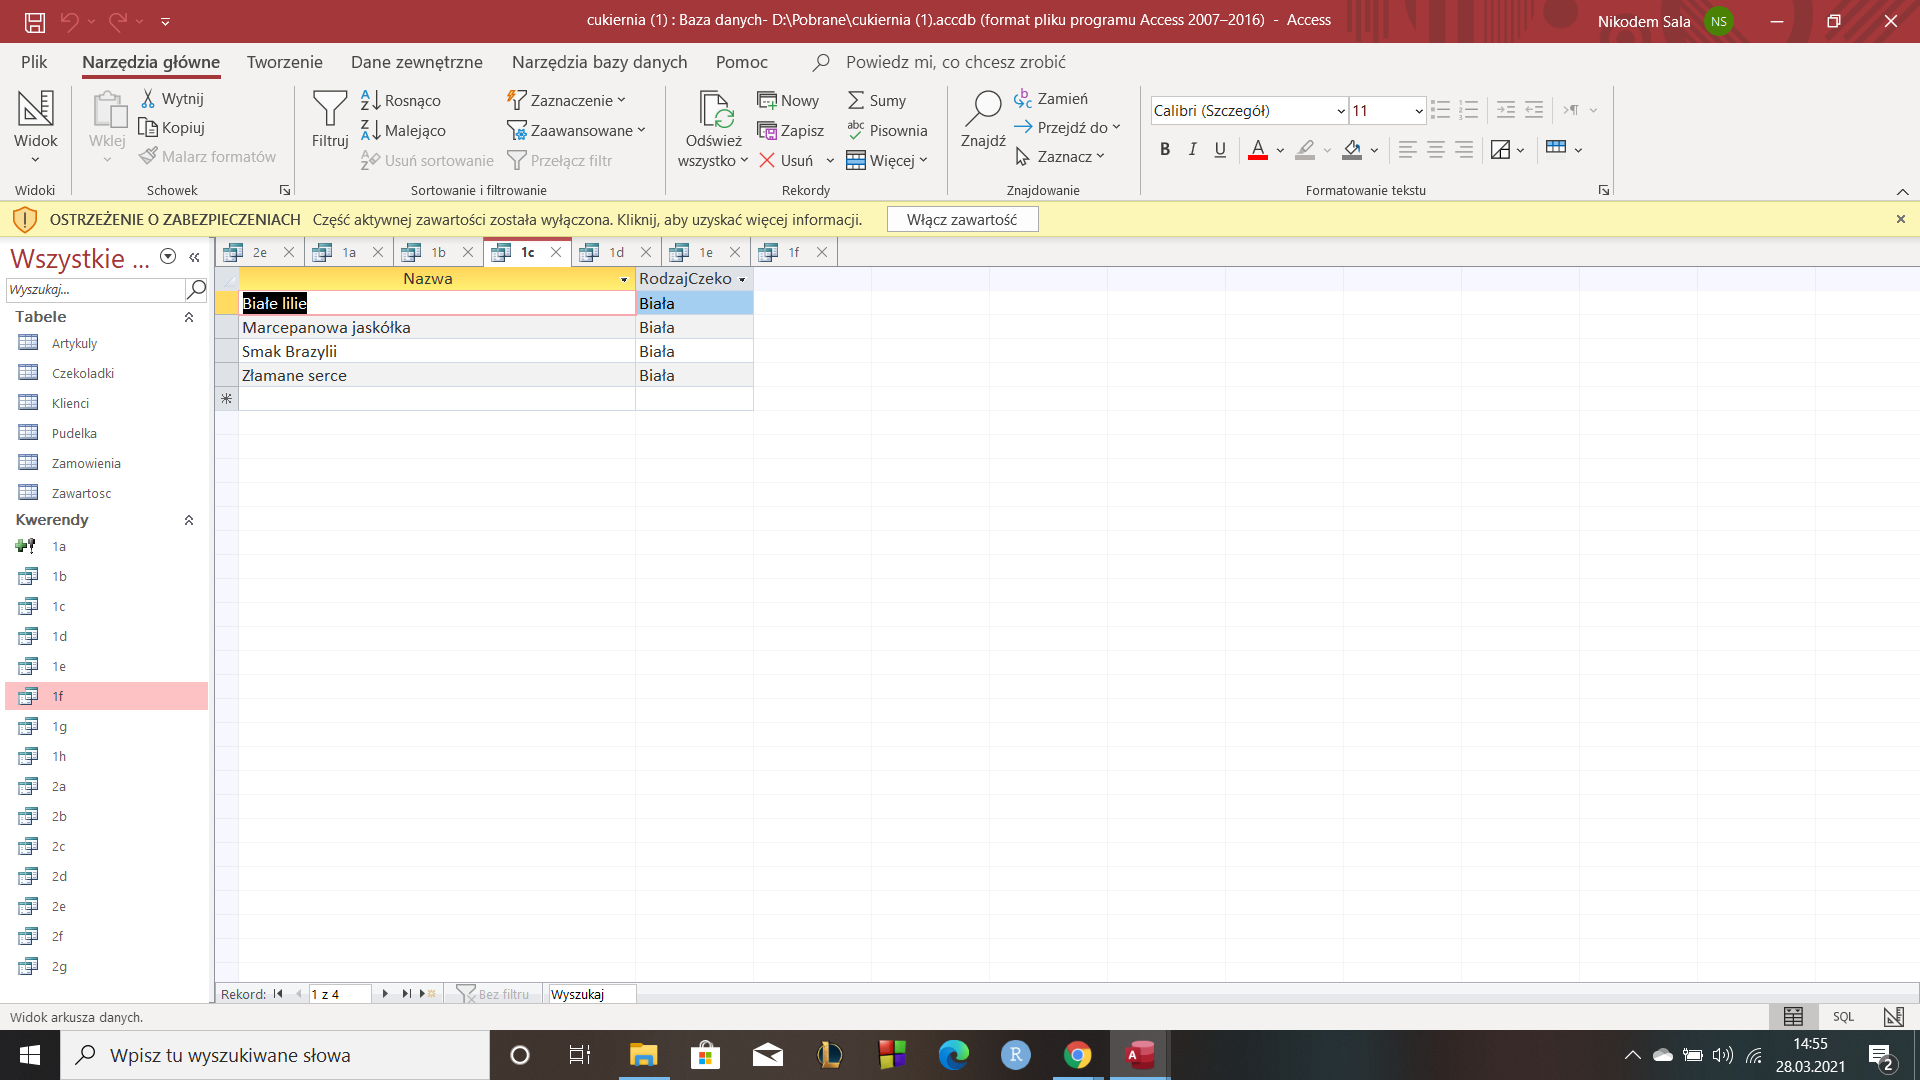 cukiernia (1) : Baza danych- D:\Pobrane\cukiernia (1).accdb (format pliku programu Access 2007–2016) - Access
Nikodem Sala NS
Plik Narzędzia główne Tworzenie Dane zewnętrzne Narzędzia bazy danych Pomoc Powiedz mi, co chcesz zrobić
Widok
Widoki
Wklej
Wytnij
Kopiuj
Malarz formatów
Schowek
Filtruj
Rosnąco
Malejąco
Usuń sortowanie
Zaznaczenie
Zaawansowane
Przełącz filtr
Sortowanie i filtrowanie
Odśwież
wszystko
Nowy
Zapisz
Usuń
Sumy
Pisownia
Więcej
Rekordy
Znajdź
Zamień
Przejdź do
Zaznacz
Znajdowanie
Calibri (Szczegół) 11
B I U A
Formatowanie tekstu
OSTRZEŻENIE O ZABEZPIECZENIACH Część aktywnej zawartości została wyłączona. Kliknij, aby uzyskać więcej informacji. Włącz zawartość
Wszystkie ...
Wyszukaj...
Tabele
Artykuly
Czekoladki
Klienci
Pudelka
Zamowienia
Zawartosc
Kwerendy
1a
1b
1c
1d
1e
1f
1g
1h
2a
2b
2c
2d
2e
2f
2g
2e 1a 1b 1c 1d 1e 1f
Nazwa RodzajCzeko
Białe lilie Biała
Marcepanowa jaskółka Biała
Smak Brazylii Biała
Złamane serce Biała
Rekord: 1 z 4 Bez filtru Wyszukaj
Widok arkusza danych.
SQL
Wpisz tu wyszukiwane słowa
14:55
28.03.2021
2